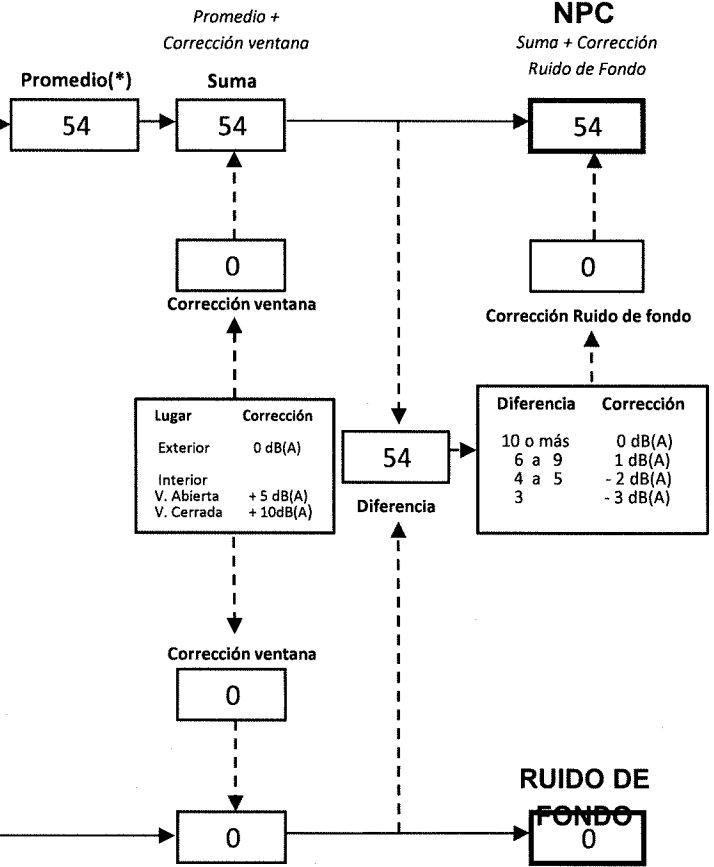 Promedio +
Corrección ventana
NPC
Suma + Corrección
Ruido de Fondo
Promedio(*)
Suma
54
54
54
0
0
Corrección ventana
Corrección Ruido de fondo
Lugar Corrección
Exterior 0 dB(A)
Interior
V. Abierta + 5 dB(A)
V. Cerrada + 10dB(A)
54
Diferencia
Diferencia Corrección
10 o más 0 dB(A)
6 a 9 1 dB(A)
4 a 5 - 2 dB(A)
3 - 3 dB(A)
Corrección ventana
0
RUIDO DE
FONDO
0
0